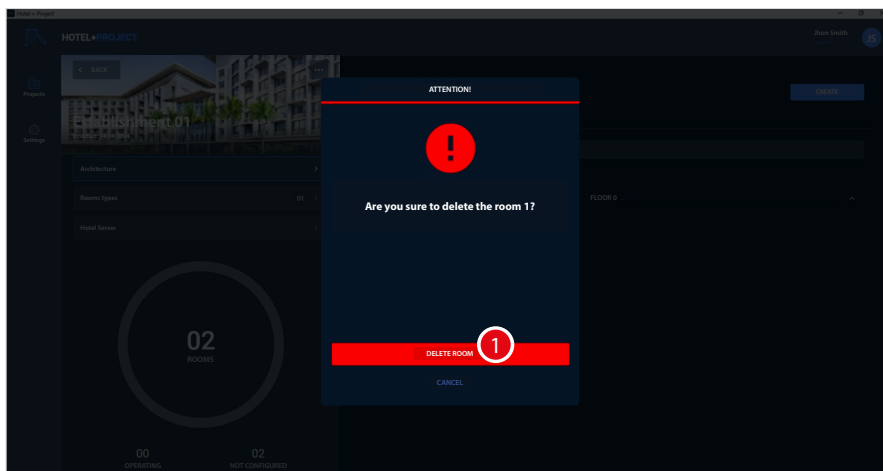 Hotel + Project
HOTEL+PROJECT
Jhon Smith
JS
< BACK
...
Projects
CREATE
ATTENTION!
Establishment 01
Settings
Architecture
Rooms types 01
Are you sure to delete the room 1?
FLOOR 0
Hotel Server
02
ROOMS
DELETE ROOM
1
CANCEL
00
OPERATING
02
NOT CONFIGURED